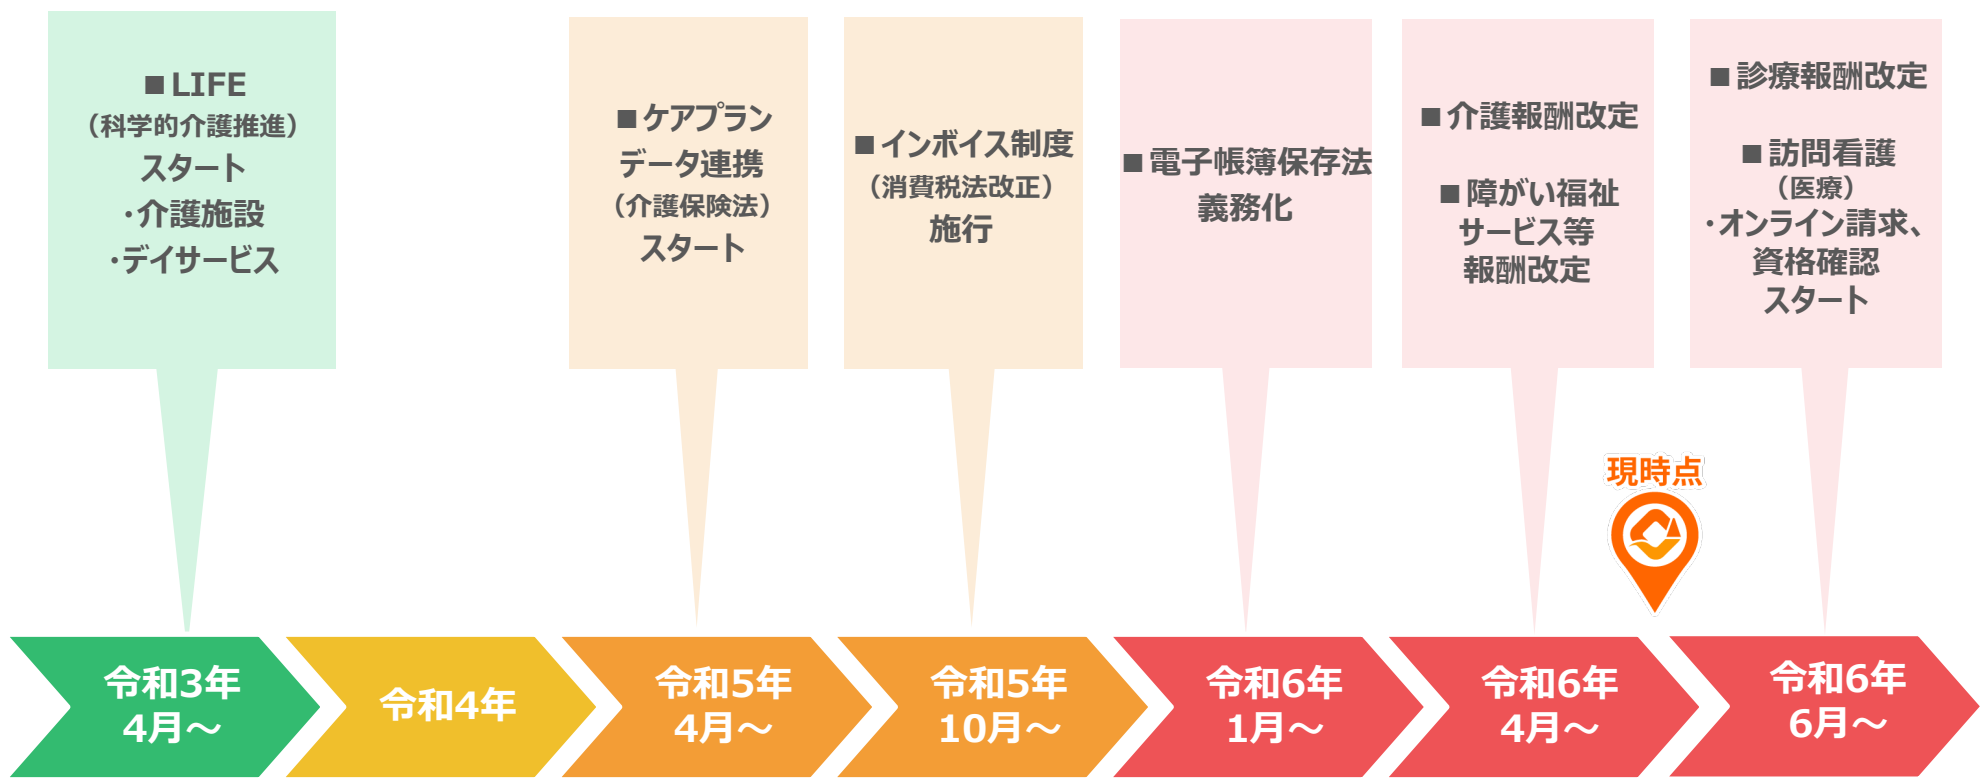 ■LIFE
（科学的介護推進）
スタート
・介護施設
・デイサービス
■ケアプラン
データ連携
（介護保険法）
スタート
■インボイス制度
（消費税法改正）
施行
■電子帳簿保存法
義務化
■介護報酬改定
■障がい福祉
サービス等
報酬改定
■診療報酬改定
■訪問看護
（医療）
・オンライン請求、
資格確認
スタート
現時点
令和3年
4月～
令和4年
令和5年
4月～
令和5年
10月～
令和6年
1月～
令和6年
4月～
令和6年
6月～